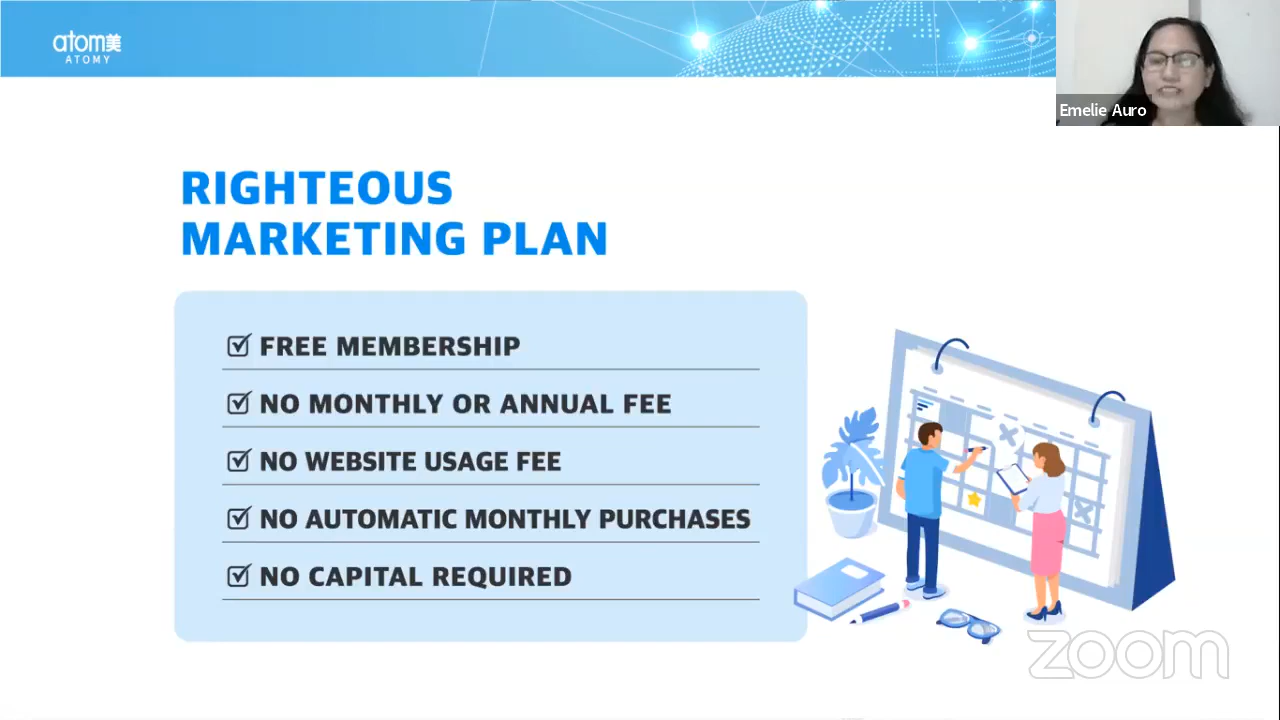 atom美
ATOMY
Emelie Auro
RIGHTEOUS
MARKETING PLAN
FREE MEMBERSHIP
NO MONTHLY OR ANNUAL FEE
NO WEBSITE USAGE FEE
NO AUTOMATIC MONTHLY PURCHASES
NO CAPITAL REQUIRED
zoom